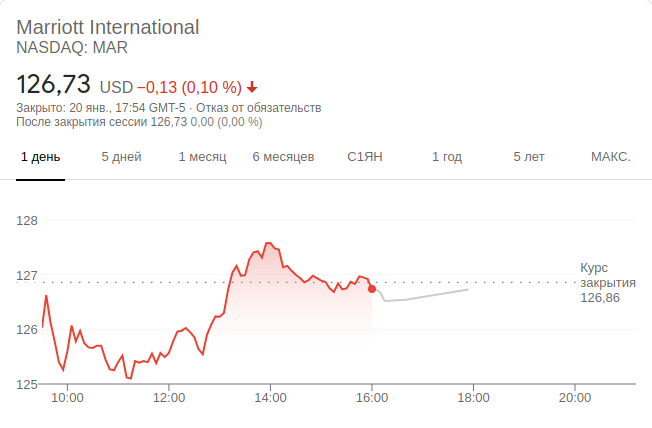 Marriott International
NASDAQ: MAR
126,73 USD −0,13 (0,10 %)
Закрыто: 20 янв., 17:54 GMT-5 · Отказ от обязательств
После закрытия сессии 126,73 0,00 (0,00 %)
1 день 5 дней 1 месяц 6 месяцев С1ЯН 1 год 5 лет МАКС.
128
127
126
125
Курс
закрытия
126,86
10:00 12:00 14:00 16:00 18:00 20:00